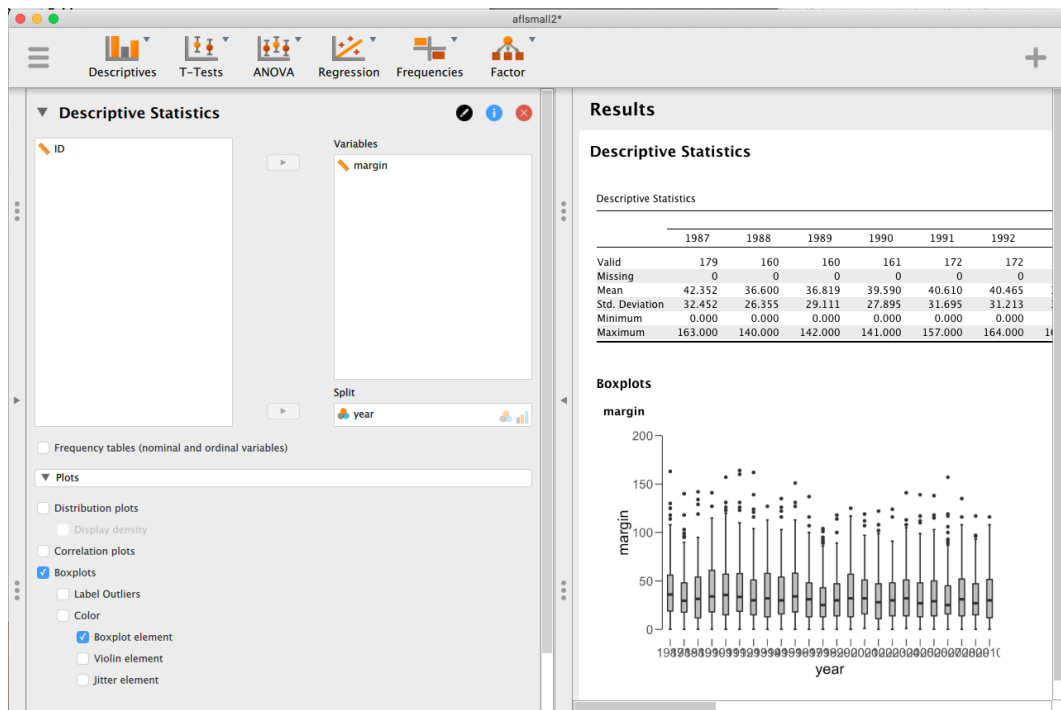 aflsmall2*
Descriptives T-Tests ANOVA Regression Frequencies Factor
Descriptive Statistics
ID
Variables
margin
Split
year
Frequency tables (nominal and ordinal variables)
Plots
Distribution plots
Display density
Correlation plots
Boxplots
Label Outliers
Color
Boxplot element
Violin element
Jitter element
Results
Descriptive Statistics
Descriptive Statistics
1987 1988 1989 1990 1991 1992
Valid 179 160 160 161 172 172
Missing 0 0 0 0 0 0
Mean 42.352 36.600 36.819 39.590 40.610 40.465
Std. Deviation 32.452 26.355 29.111 27.895 31.695 31.213
Minimum 0.000 0.000 0.000 0.000 0.000 0.000
Maximum 163.000 140.000 142.000 141.000 157.000 164.000
Boxplots
margin
200
150
100
50
0
margin
year